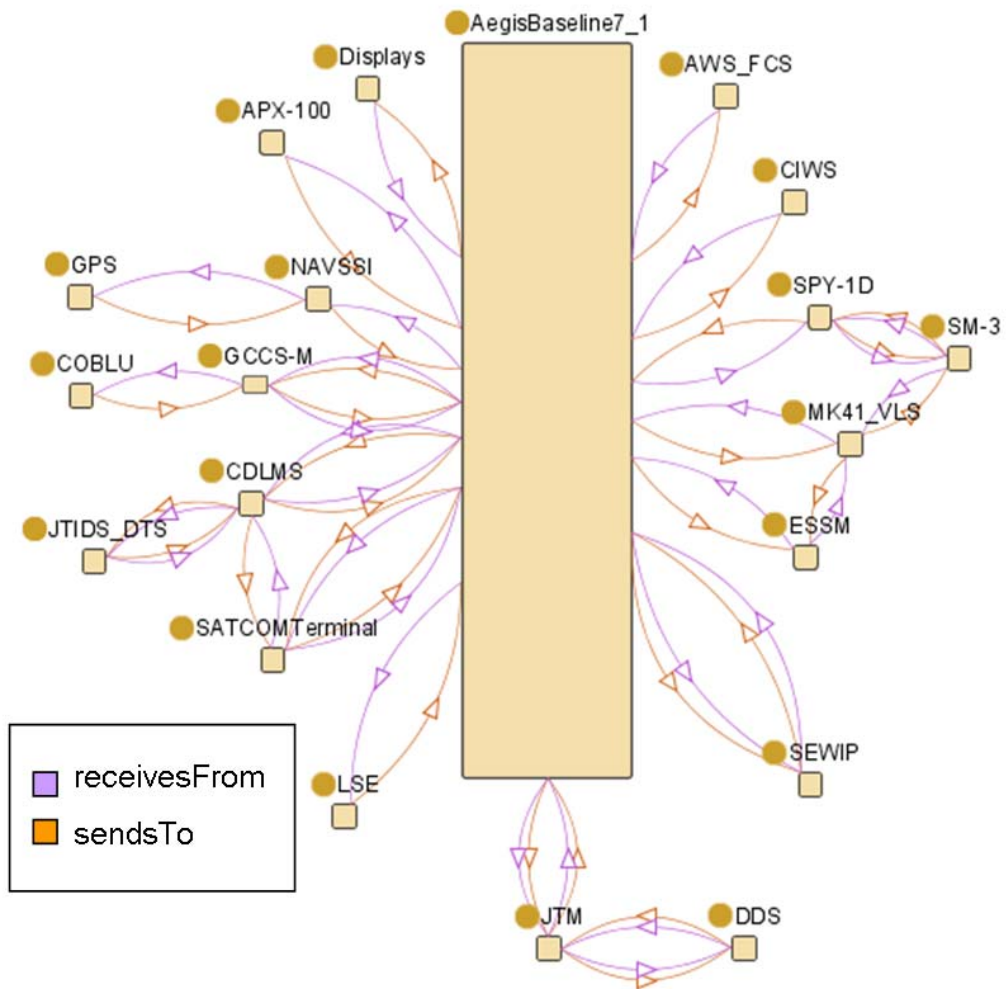 AegisBaseline7_1
Displays
AWS_FCS
APX-100
CIWS
GPS
NAVSSI
SPY-1D
SM-3
COBLU
GCCS-M
MK41_VLS
CDLMS
JTIDS_DTS
ESSM
SATCOMTerminal
receivesFrom
sendsTo
LSE
SEWIP
JTM
DDS